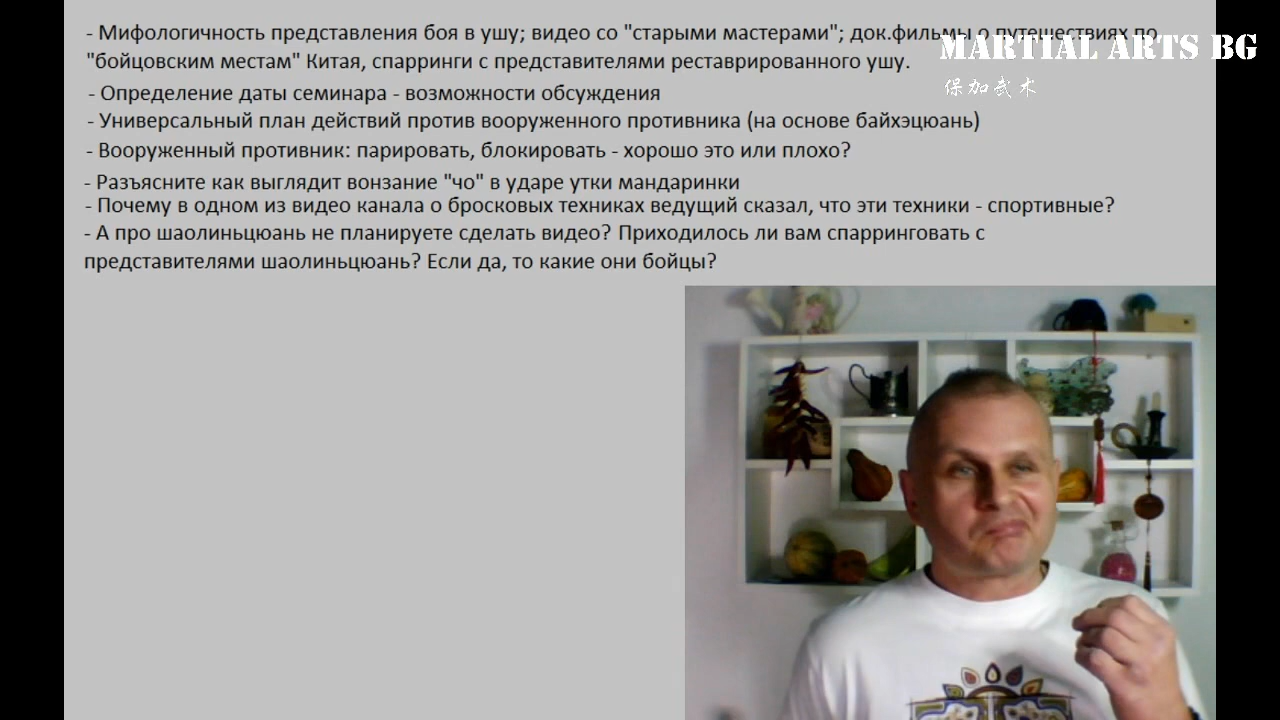 - Мифологичность представления боя в ушу; видео со "старыми мастерами"; док.фильмы о путешествиях по
"бойцовским местам" Китая, спарринги с представителями реставрированного ушу.
MARTIAL ARTS BG
保加武术
- Определение даты семинара - возможности обсуждения
- Универсальный план действий против вооруженного противника (на основе байхэцюань)
- Вооруженный противник: парировать, блокировать - хорошо это или плохо?
- Разъясните как выглядит вонзание "чо" в ударе утки мандаринки
- Почему в одном из видео канала о бросковых техниках ведущий сказал, что эти техники - спортивные?
- А про шаолиньцюань не планируете сделать видео? Приходилось ли вам спарринговать с
представителями шаолиньцюань? Если да, то какие они бойцы?